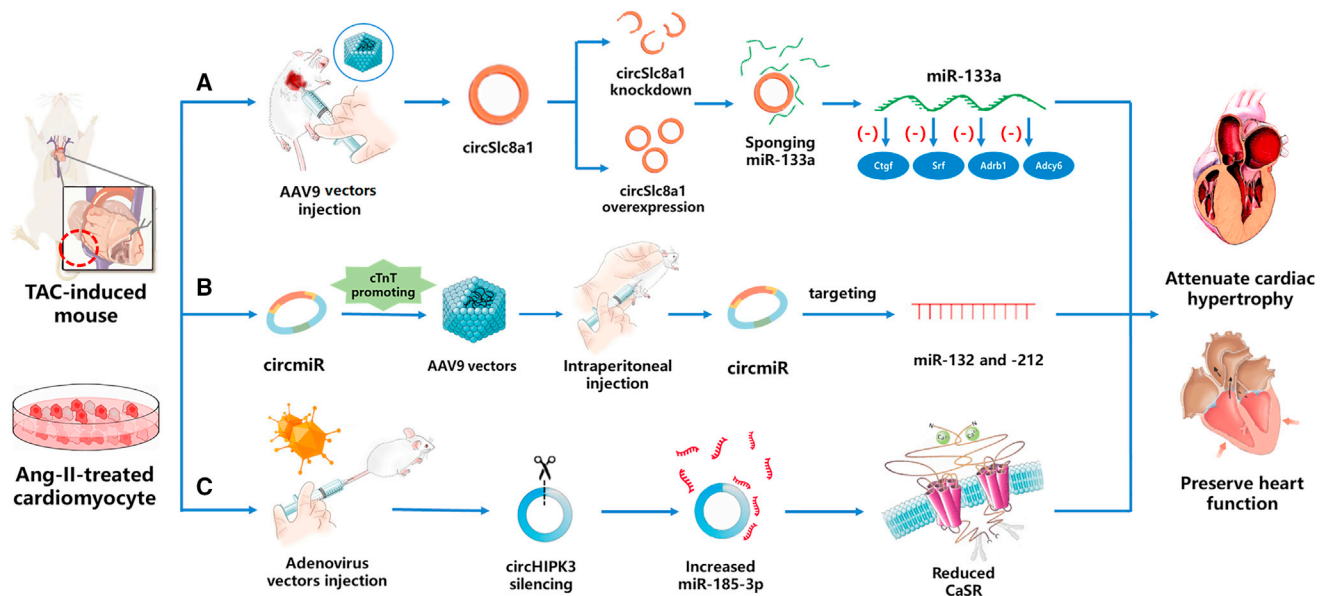 A
AAV9 vectors
injection
circSlc8a1
circSlc8a1
knockdown
circSlc8a1
overexpression
Sponging
miR-133a
miR-133a
(-) (-) (-) (-)
Ctgf Srf Adrb1 Adcy6
TAC-induced
mouse
Ang-II-treated
cardiomyocyte
B
circmiR
cTnT
promoting
AAV9 vectors
Intraperitoneal
injection
circmiR
targeting
miR-132 and -212
C
Adenovirus
vectors injection
circHIPK3
silencing
Increased
miR-185-3p
N N
Ca Ca
Reduced
CaSR
Attenuate cardiac
hypertrophy
Preserve heart
function